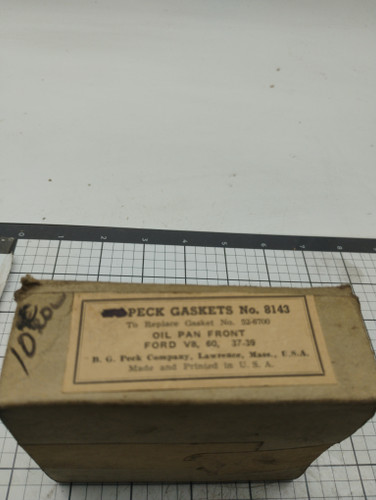 PECK GASKETS No. 8143
To Replace Gasket No. 52-6700
OIL PAN FRONT
FORD V8, 60, 37-39
B. G. Peck Company, Lawrence, Mass., U.S.A.
Made and Printed in U.S.A.